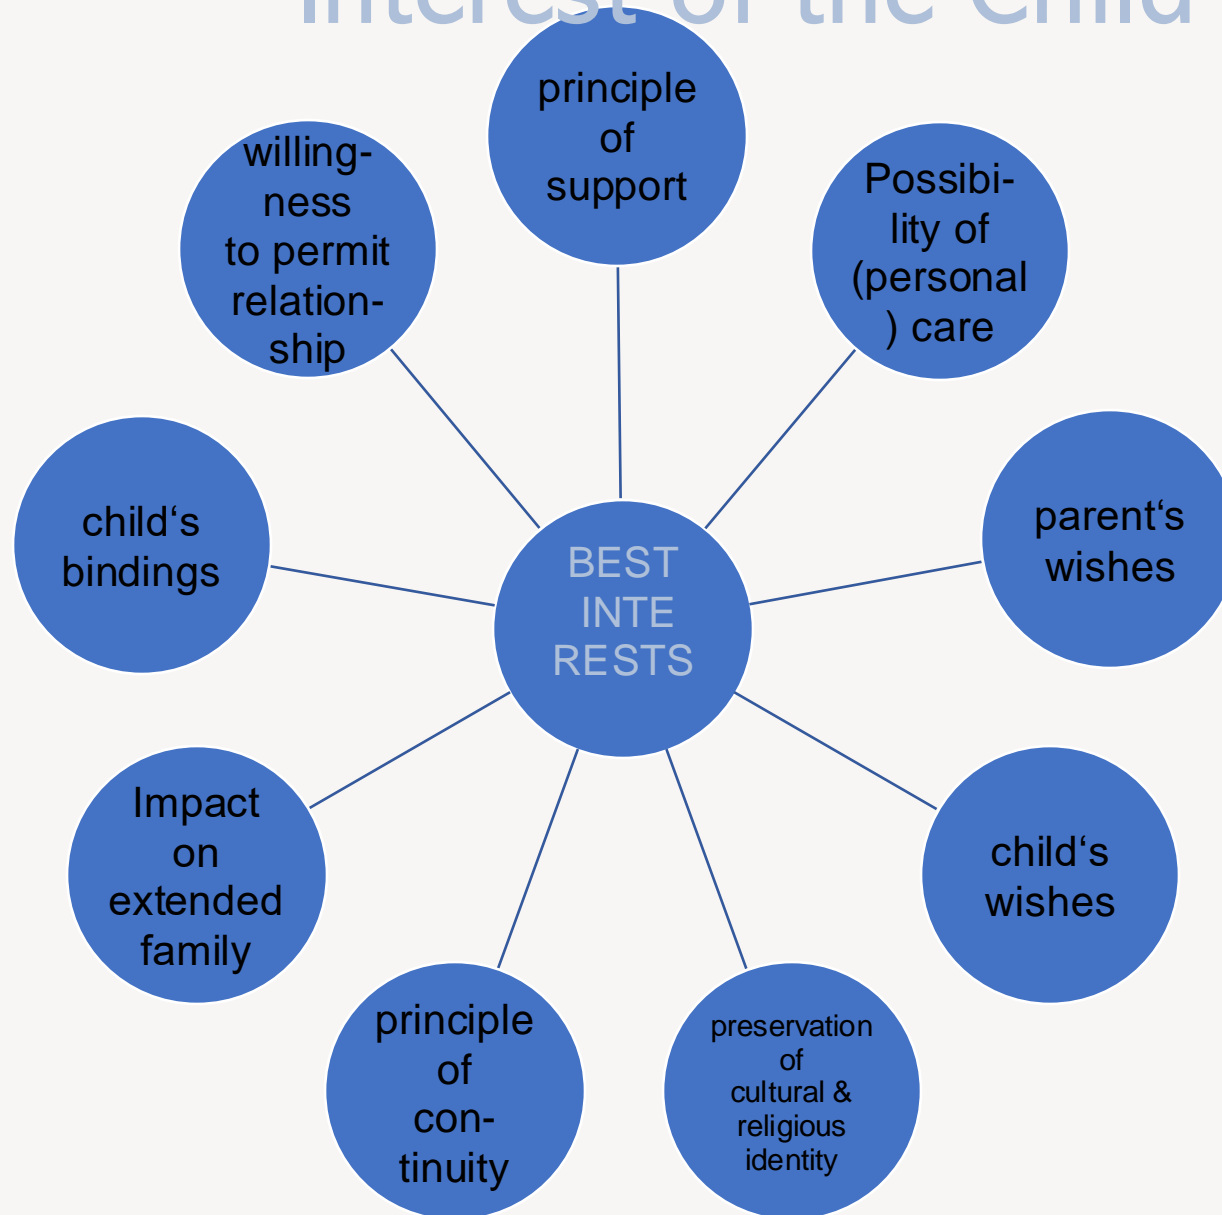 Interest of the Child
principle
of
support
Possibi-
lity of
(personal
) care
parent‘s
wishes
child‘s
wishes
preservation
of
cultural &
religious
identity
principle
of
con-
tinuity
Impact
on
extended
family
child‘s
bindings
willing-
ness
to permit
relation-
ship
BEST
INTE
RESTS